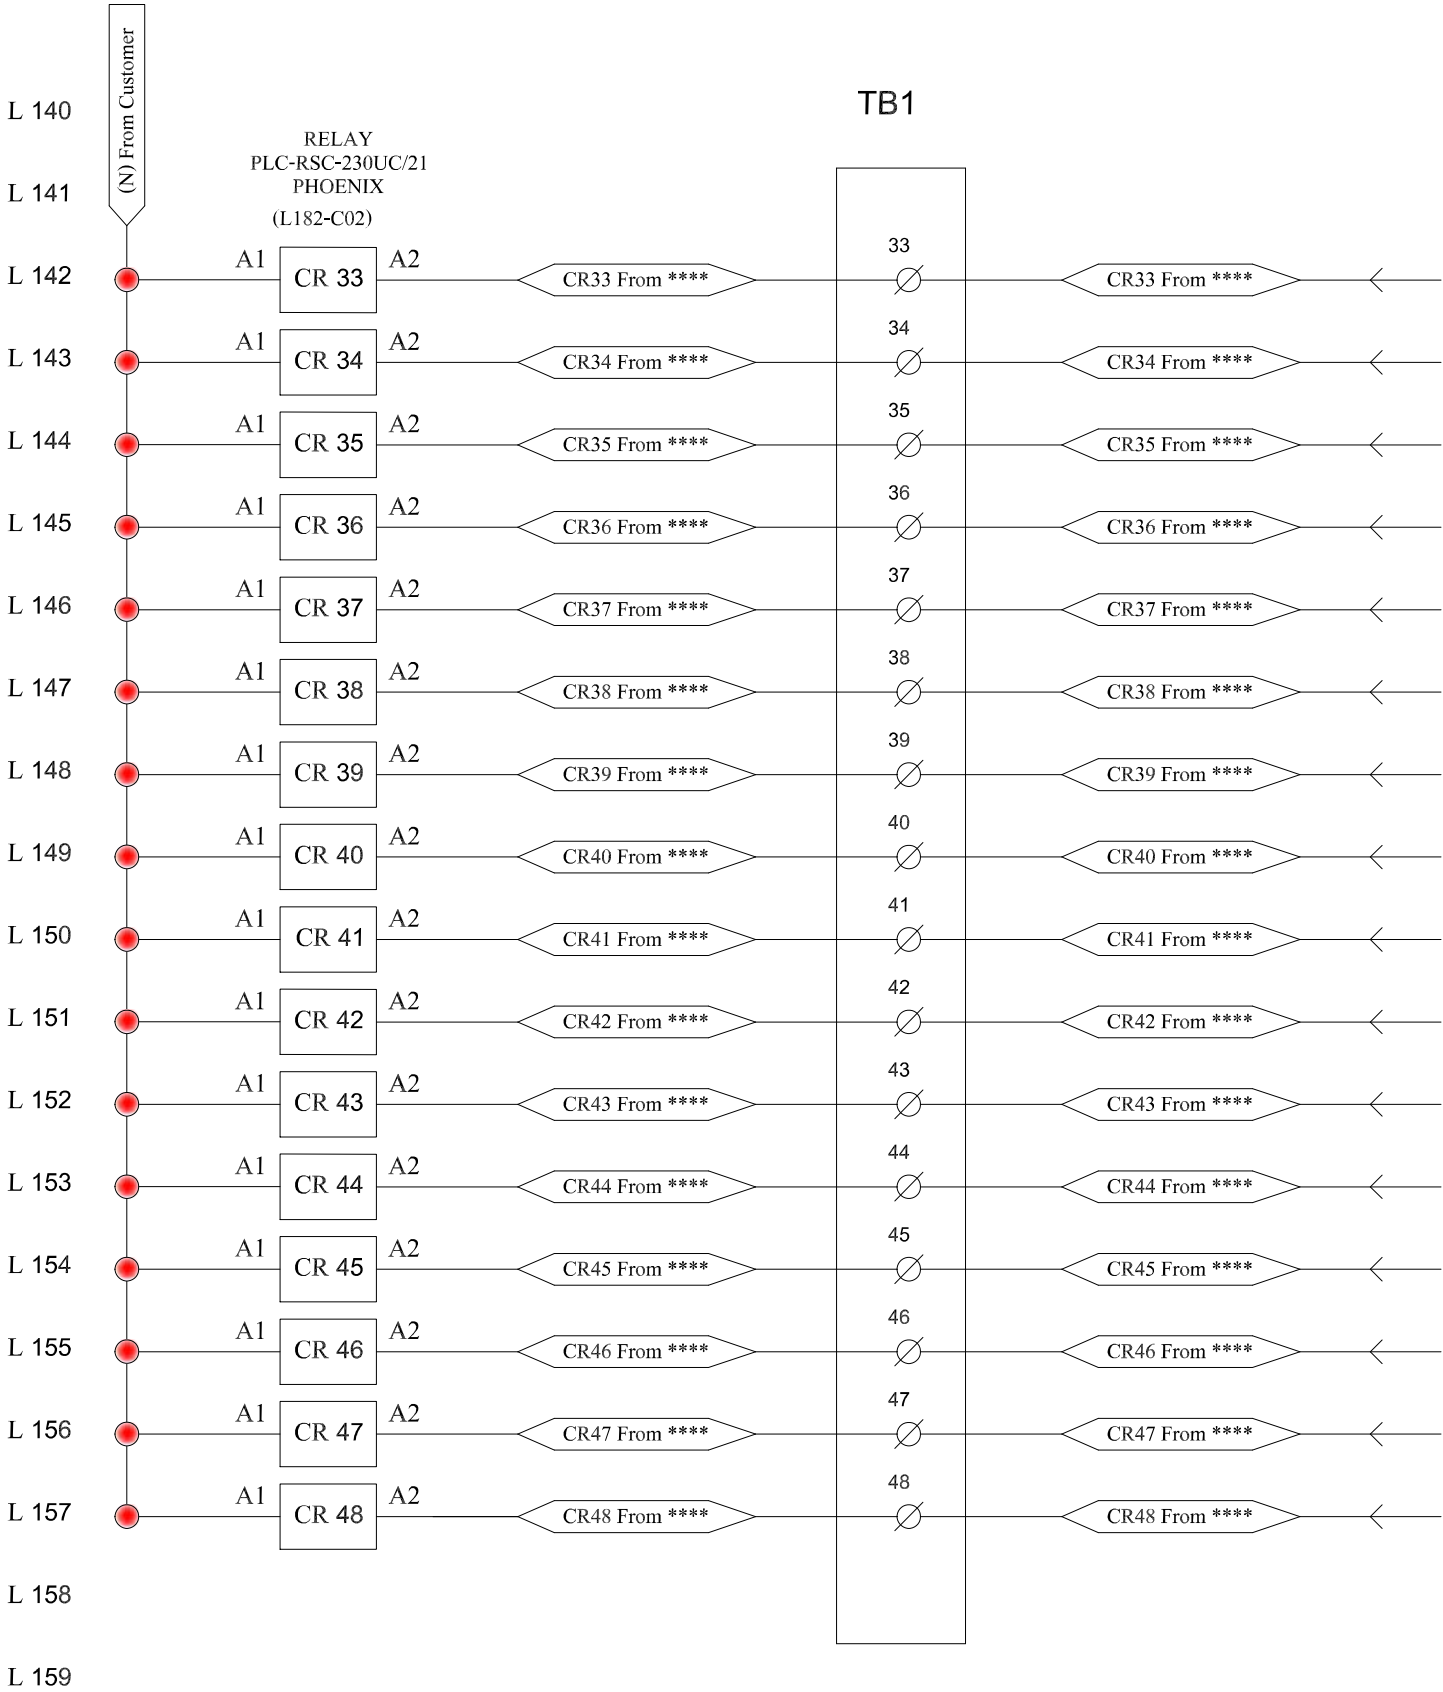 (N) From Customer
L 140
TB1
RELAY
PLC-RSC-230UC/21
L 141
PHOENIX
(L182-C02)
33
L 142 A1 CR 33 A2 CR33 From **** CR33 From ****
34
L 143 A1 CR 34 A2 CR34 From **** CR34 From ****
35
L 144 A1 CR 35 A2 CR35 From **** CR35 From ****
36
L 145 A1 CR 36 A2 CR36 From **** CR36 From ****
37
L 146 A1 CR 37 A2 CR37 From **** CR37 From ****
38
L 147 A1 CR 38 A2 CR38 From **** CR38 From ****
39
L 148 A1 CR 39 A2 CR39 From **** CR39 From ****
40
L 149 A1 CR 40 A2 CR40 From **** CR40 From ****
41
L 150 A1 CR 41 A2 CR41 From **** CR41 From ****
42
L 151 A1 CR 42 A2 CR42 From **** CR42 From ****
43
L 152 A1 CR 43 A2 CR43 From **** CR43 From ****
44
L 153 A1 CR 44 A2 CR44 From **** CR44 From ****
45
L 154 A1 CR 45 A2 CR45 From **** CR45 From ****
46
L 155 A1 CR 46 A2 CR46 From **** CR46 From ****
47
L 156 A1 CR 47 A2 CR47 From **** CR47 From ****
48
L 157 A1 CR 48 A2 CR48 From **** CR48 From ****
L 158
L 159